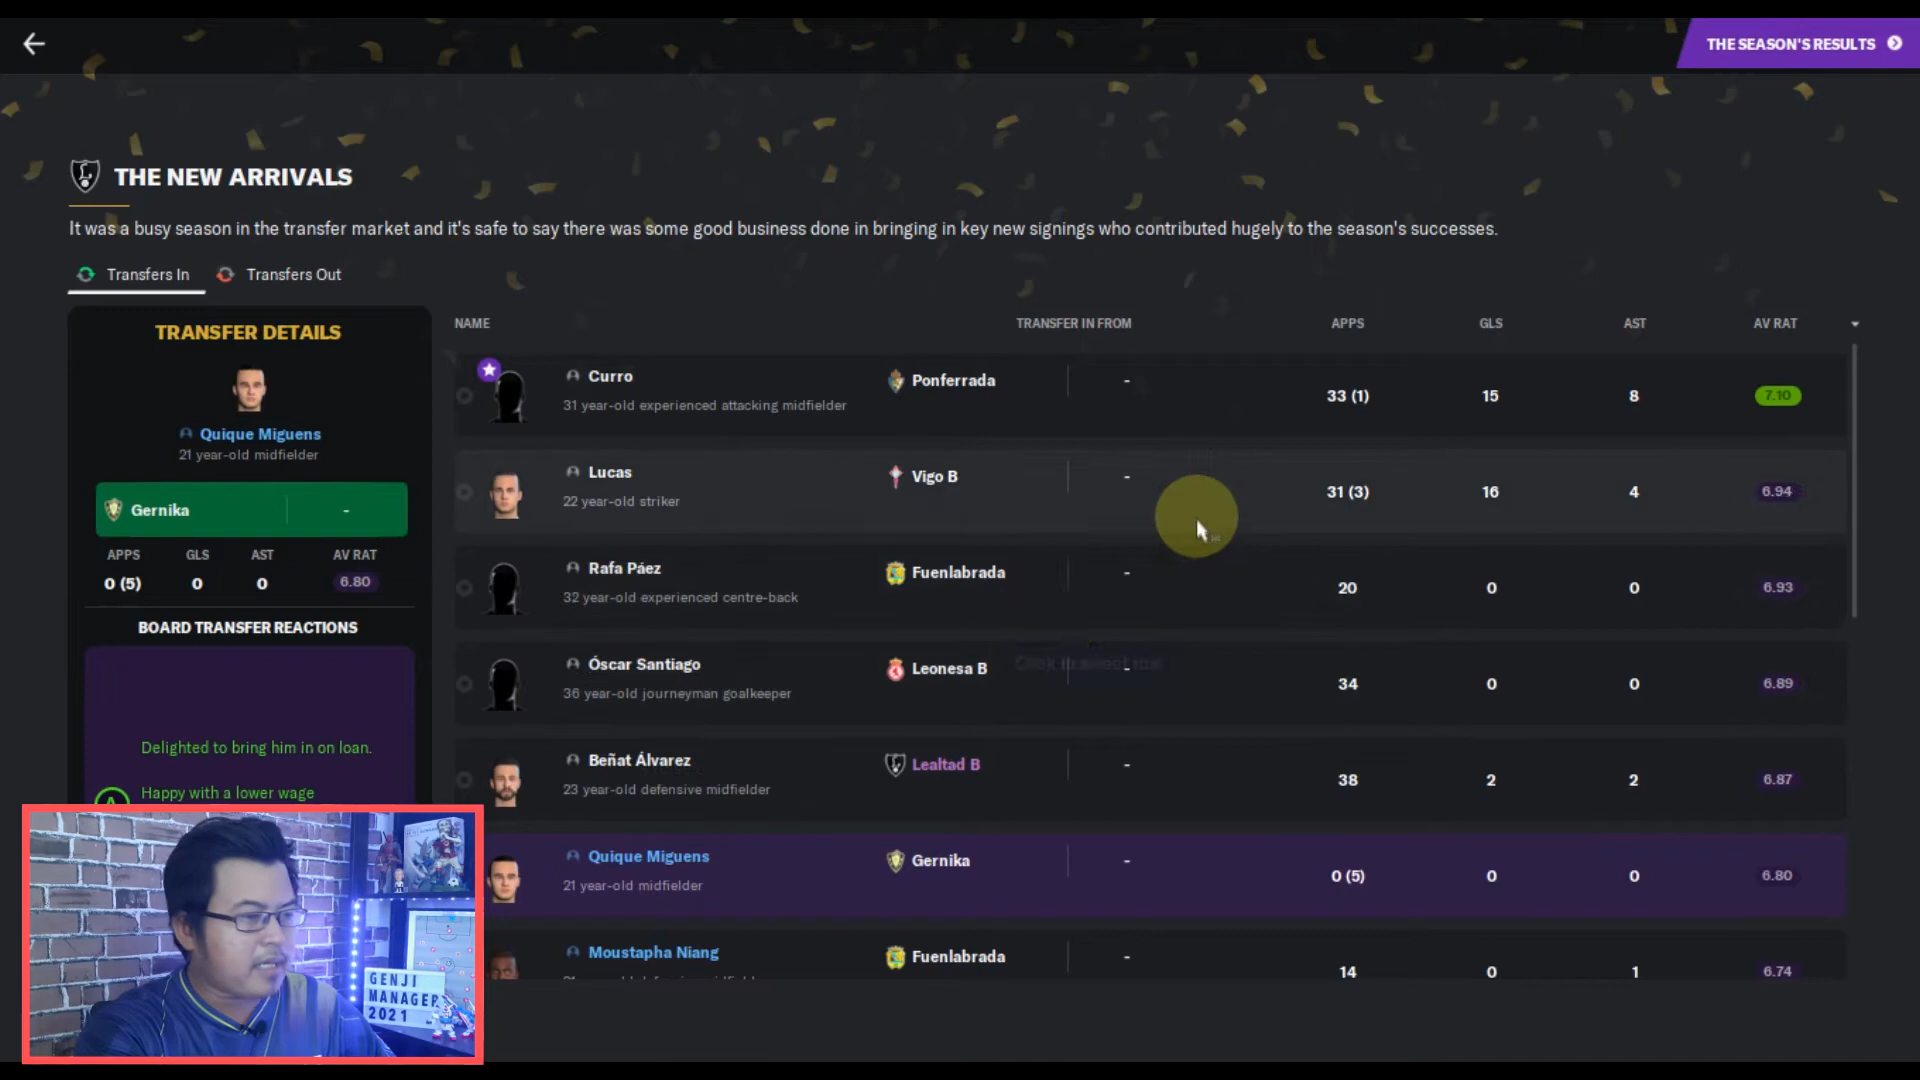 THE SEASON'S RESULTS
THE NEW ARRIVALS
It was a busy season in the transfer market and it's safe to say there was some good business done in bringing in key new signings who contributed hugely to the season's successes.
Transfers In Transfers Out
TRANSFER DETAILS
Quique Miguens
21 year-old midfielder
Gernika -
APPS GLS AST AV RAT
0 (5) 0 0 6.80
BOARD TRANSFER REACTIONS
Delighted to bring him in on loan.
Happy with a lower wage
NAME TRANSFER IN FROM APPS GLS AST AV RAT
Curro Ponferrada - 33 (1) 15 8 7.10
31 year-old experienced attacking midfielder
Lucas Vigo B - 31 (3) 16 4 6.94
22 year-old striker
Rafa Páez Fuenlabrada - 20 0 0 6.93
32 year-old experienced centre-back
Óscar Santiago Leonesa B - 34 0 0 6.89
36 year-old journeyman goalkeeper
Beñat Álvarez Lealtad B - 38 2 2 6.87
23 year-old defensive midfielder
Quique Miguens Gernika - 0 (5) 0 0 6.80
21 year-old midfielder
Moustapha Niang Fuenlabrada - 14 0 1 6.74
GENJI
MANAGER
2021